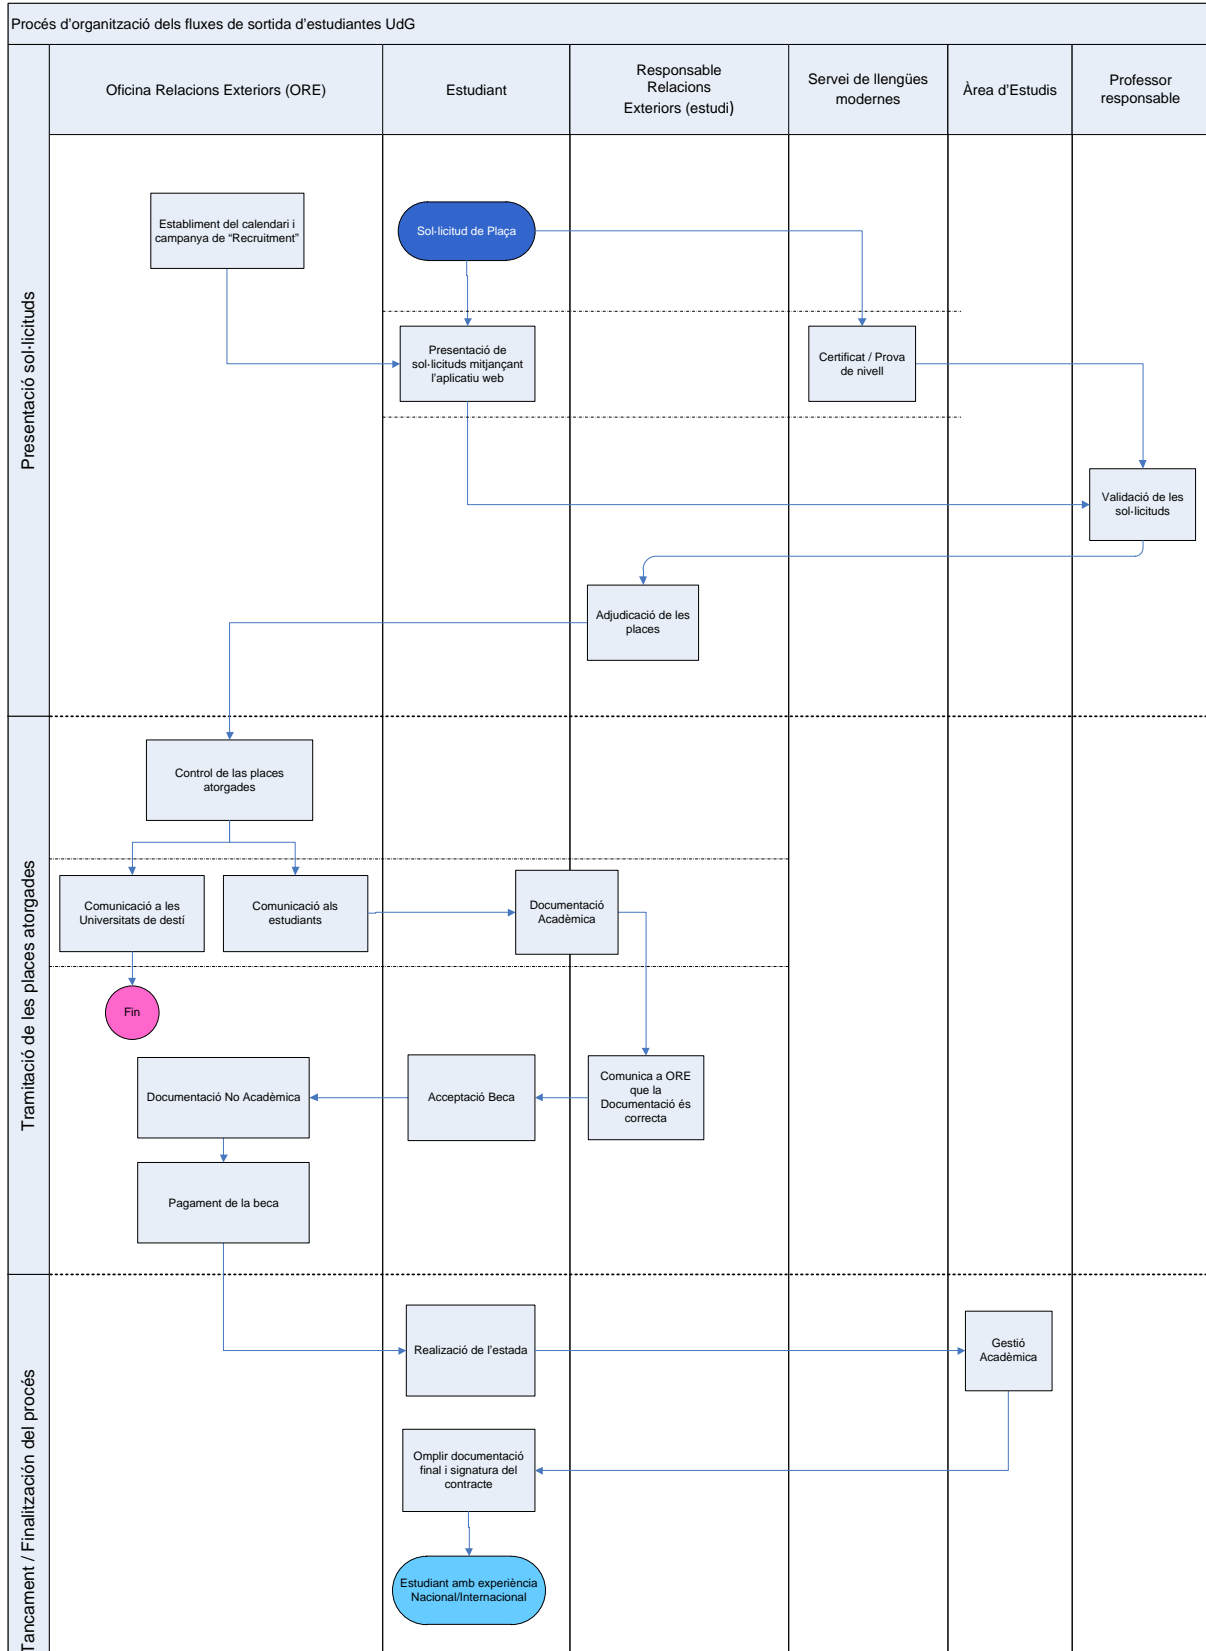 Procés d'organització dels fluxes de sortida d'estudiantes UdG
Oficina Relacions Exteriors (ORE)
Estudiant
Responsable
Relacions
Exteriors (estudi)
Servei de llengües
modernes
Àrea d'Estudis
Professor
responsable
Presentació sol·licituds
Establiment del calendari i
campanya de “Recruitment”
Sol·licitud de Plaça
Presentació de
sol·licituds mitjançant
l'aplicatiu web
Certificat / Prova
de nivell
Validació de les
sol·licituds
Adjudicació de les
places
Tramitació de les places atorgades
Control de las places
atorgades
Comunicació a les
Universitats de destí
Comunicació als
estudiants
Documentació
Acadèmica
Fin
Documentació No Acadèmica
Acceptació Beca
Comunica a ORE
que la
Documentació és
correcta
Pagament de la beca
Tancament / Finalització del procés
Realizació de l'estada
Gestió
Acadèmica
Omplir documentació
final i signatura del
contracte
Estudiant amb experiència
Nacional/Internacional